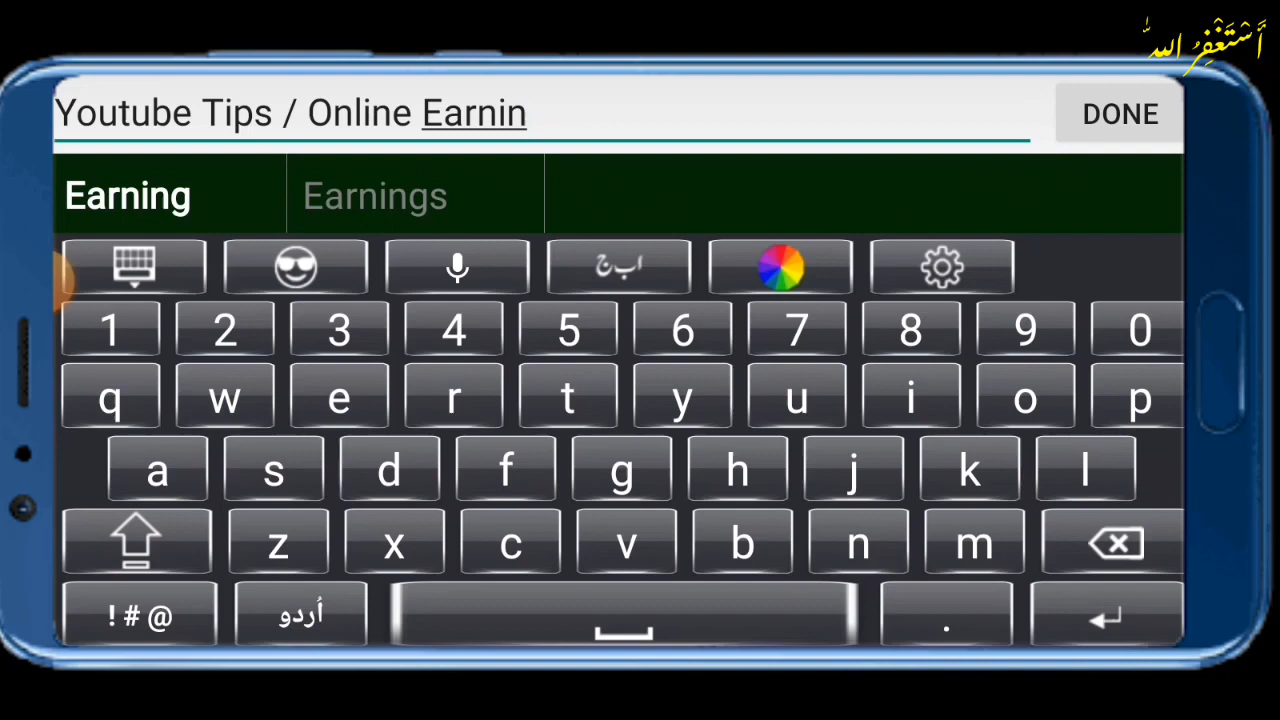 أَسْتَغْفِرُ اللّٰه
Youtube Tips / Online Earnin DONE
Earning Earnings
اب ج
1 2 3 4 5 6 7 8 9 0
q w e r t y u i o p
a s d f g h j k l
z x c v b n m
! # @ اُردو .